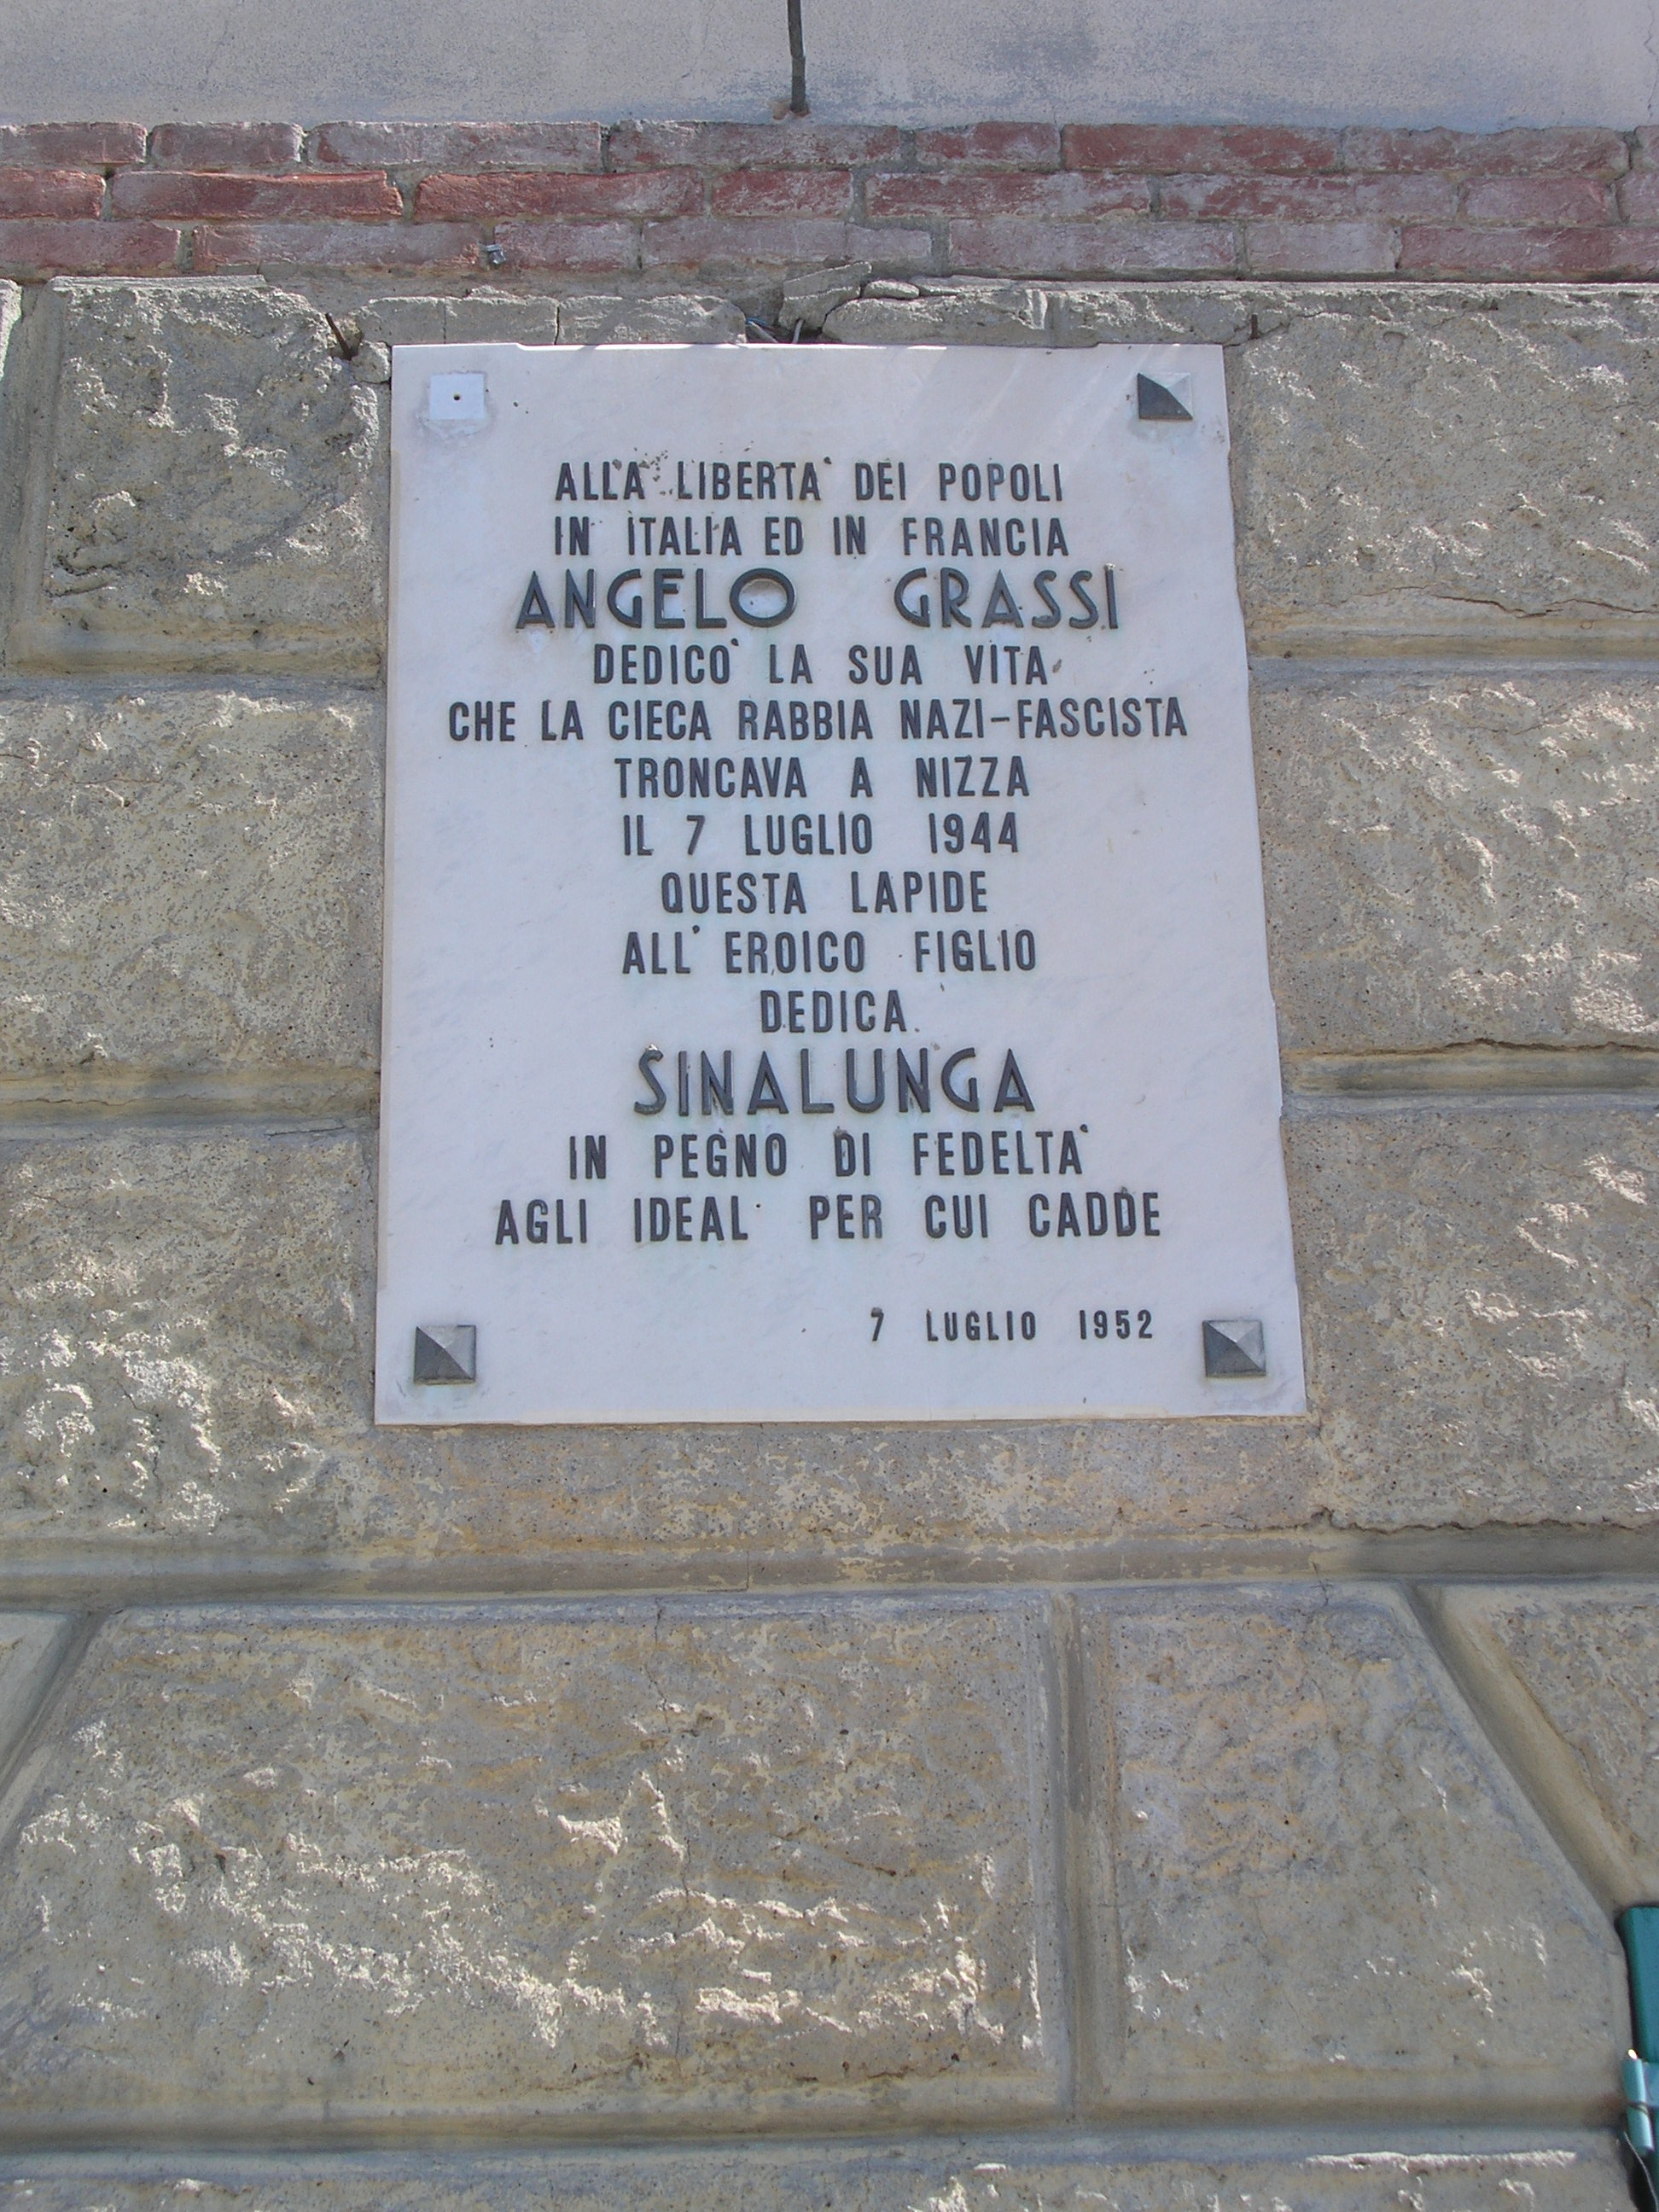 ALLA LIBERTA' DEI POPOLI
IN ITALIA ED IN FRANCIA
ANGELO GRASSI
DEDICO' LA SUA VITA
CHE LA CIECA RABBIA NAZI-FASCISTA
TRONCAVA A NIZZA
IL 7 LUGLIO 1944
QUESTA LAPIDE
ALL'EROICO FIGLIO
DEDICA
SINALUNGA
IN PEGNO DI FEDELTA'
AGLI IDEAL PER CUI CADDE
7 LUGLIO 1952